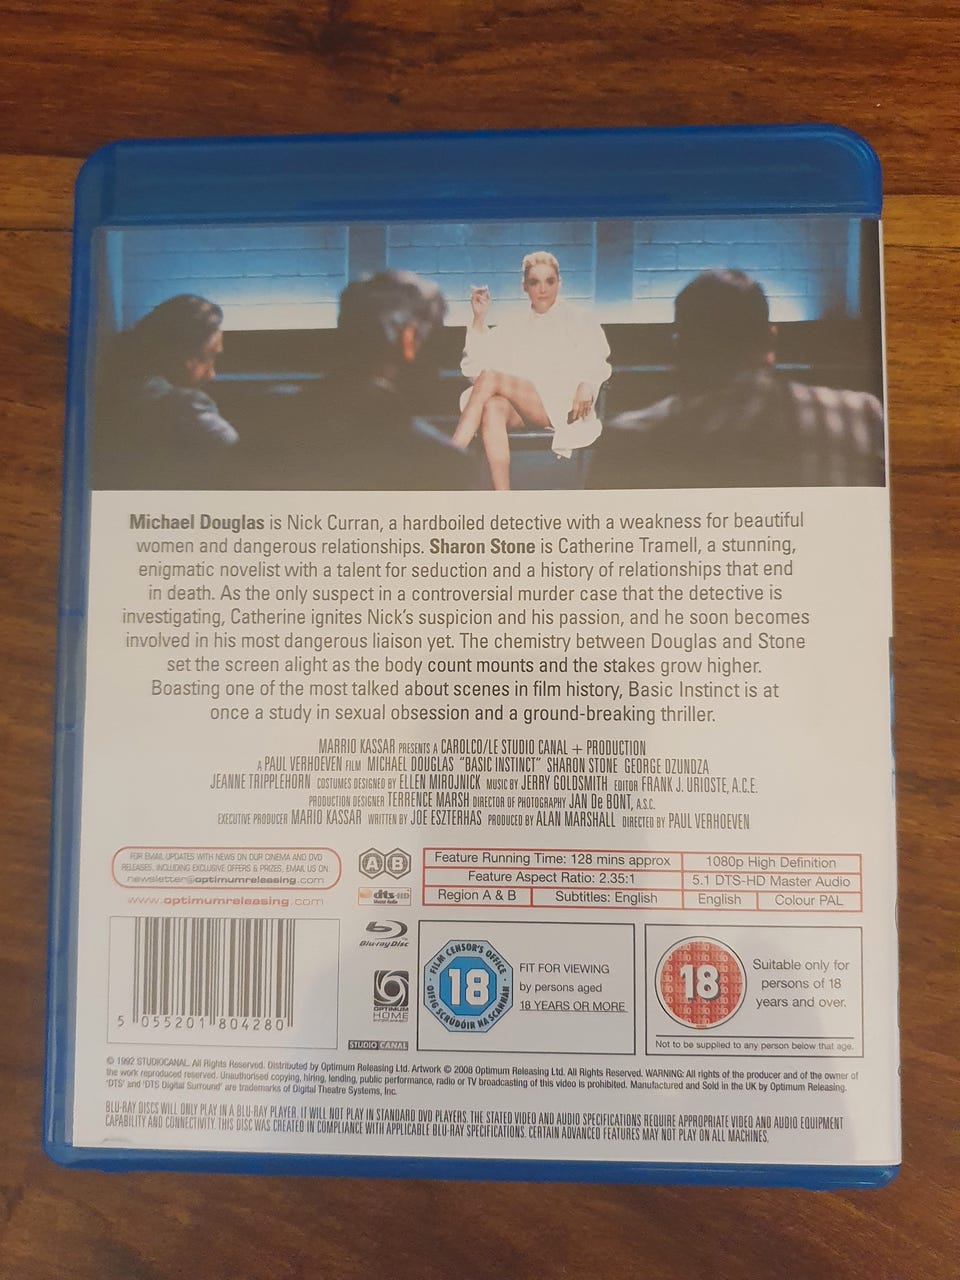 Michael Douglas is Nick Curran, a hardboiled detective with a weakness for beautiful
women and dangerous relationships. Sharon Stone is Catherine Tramell, a stunning,
enigmatic novelist with a talent for seduction and a history of relationships that end
in death. As the only suspect in a controversial murder case that the detective is
investigating, Catherine ignites Nick's suspicion and his passion, and he soon becomes
involved in his most dangerous liaison yet. The chemistry between Douglas and Stone
set the screen alight as the body count mounts and the stakes grow higher.
Boasting one of the most talked about scenes in film history, Basic Instinct is at
once a study in sexual obsession and a ground-breaking thriller.
MARRIO KASSAR PRESENTS A CAROLCO/LE STUDIO CANAL + PRODUCTION
A PAUL VERHOEVEN FILM MICHAEL DOUGLAS "BASIC INSTINCT" SHARON STONE GEORGE DZUNDZA
JEANNE TRIPPLEHORN COSTUMES DESIGNED BY ELLEN MIROJNICK MUSIC BY JERRY GOLDSMITH EDITOR FRANK J. URIOSTE, A.C.E.
PRODUCTION DESIGNER TERRENCE MARSH DIRECTOR OF PHOTOGRAPHY JAN De BONT, A.S.C.
EXECUTIVE PRODUCER MARIO KASSAR WRITTEN BY JOE ESZTERHAS PRODUCED BY ALAN MARSHALL DIRECTED BY PAUL VERHOEVEN
FOR EMAIL UPDATES WITH NEWS ON OUR CINEMA AND DVD
RELEASES, INCLUDING EXCLUSIVE OFFERS & PRIZES, EMAIL US ON:
newsletter@optimumreleasing.com
www.optimumreleasing.com
A B
dts-HD
Master Audio
Feature Running Time: 128 mins approx
1080p High Definition
Feature Aspect Ratio: 2.35:1
5.1 DTS-HD Master Audio
Region A & B
Subtitles: English
English
Colour PAL
5 055201 804280
Blu-ray Disc
OPTIMUM
HOME
ENTERTAINMENT
STUDIO CANAL
FILM CENSOR'S OFFICE
18
OIFIG SCRÚDÓIR NA SCANNÁN
FIT FOR VIEWING
by persons aged
18 YEARS OR MORE
18
Suitable only for
persons of 18
years and over.
Not to be supplied to any person below that age.
© 1992 STUDIOCANAL. All Rights Reserved. Distributed by Optimum Releasing Ltd. Artwork © 2008 Optimum Releasing Ltd. All Rights Reserved. WARNING: All rights of the producer and of the owner of
the work reproduced reserved. Unauthorised copying, hiring, lending, public performance, radio or TV broadcasting of this video is prohibited. Manufactured and Sold in the UK by Optimum Releasing.
'DTS' and 'DTS Digital Surround' are trademarks of Digital Theatre Systems, Inc.
BLU-RAY DISCS WILL ONLY PLAY IN A BLU-RAY PLAYER. IT WILL NOT PLAY IN STANDARD DVD PLAYERS. THE STATED VIDEO AND AUDIO SPECIFICATIONS REQUIRE APPROPRIATE VIDEO AND AUDIO EQUIPMENT
CAPABILITY AND CONNECTIVITY. THIS DISC WAS CREATED IN COMPLIANCE WITH APPLICABLE BLU-RAY SPECIFICATIONS. CERTAIN ADVANCED FEATURES MAY NOT PLAY ON ALL MACHINES.